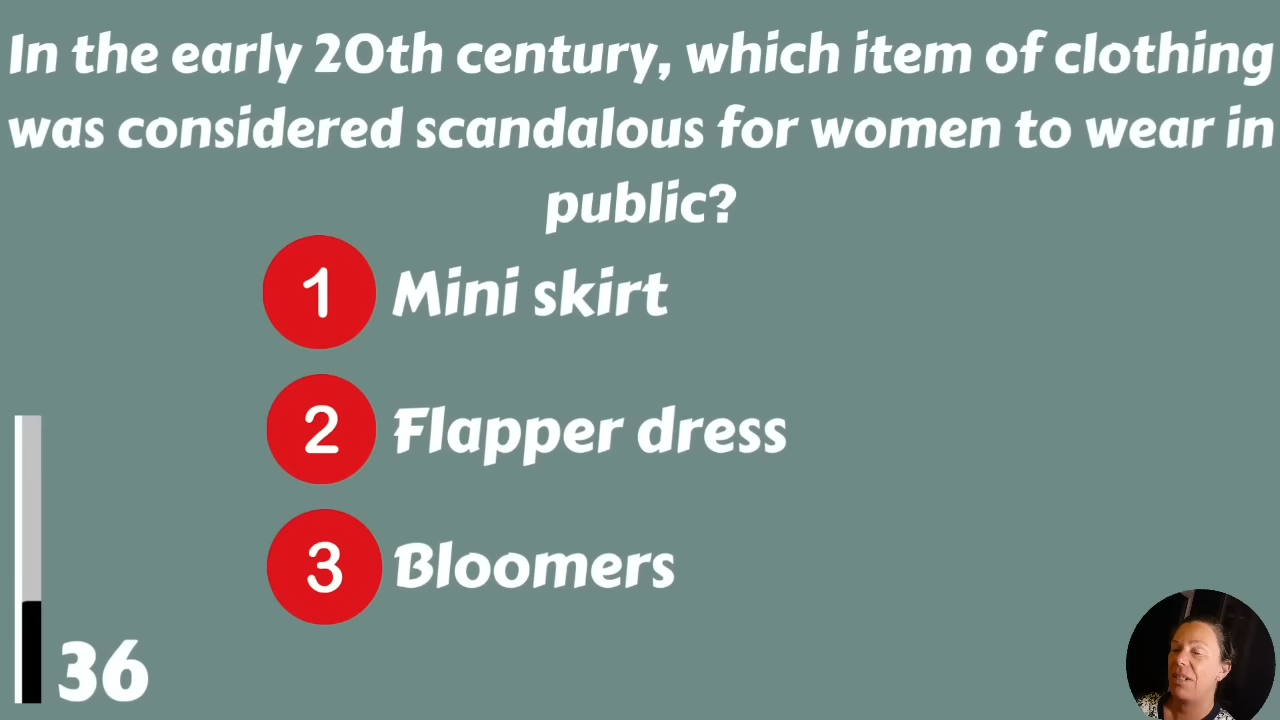 In the early 20th century, which item of clothing
was considered scandalous for women to wear in
public?
1 Mini skirt
2 Flapper dress
3 Bloomers
36